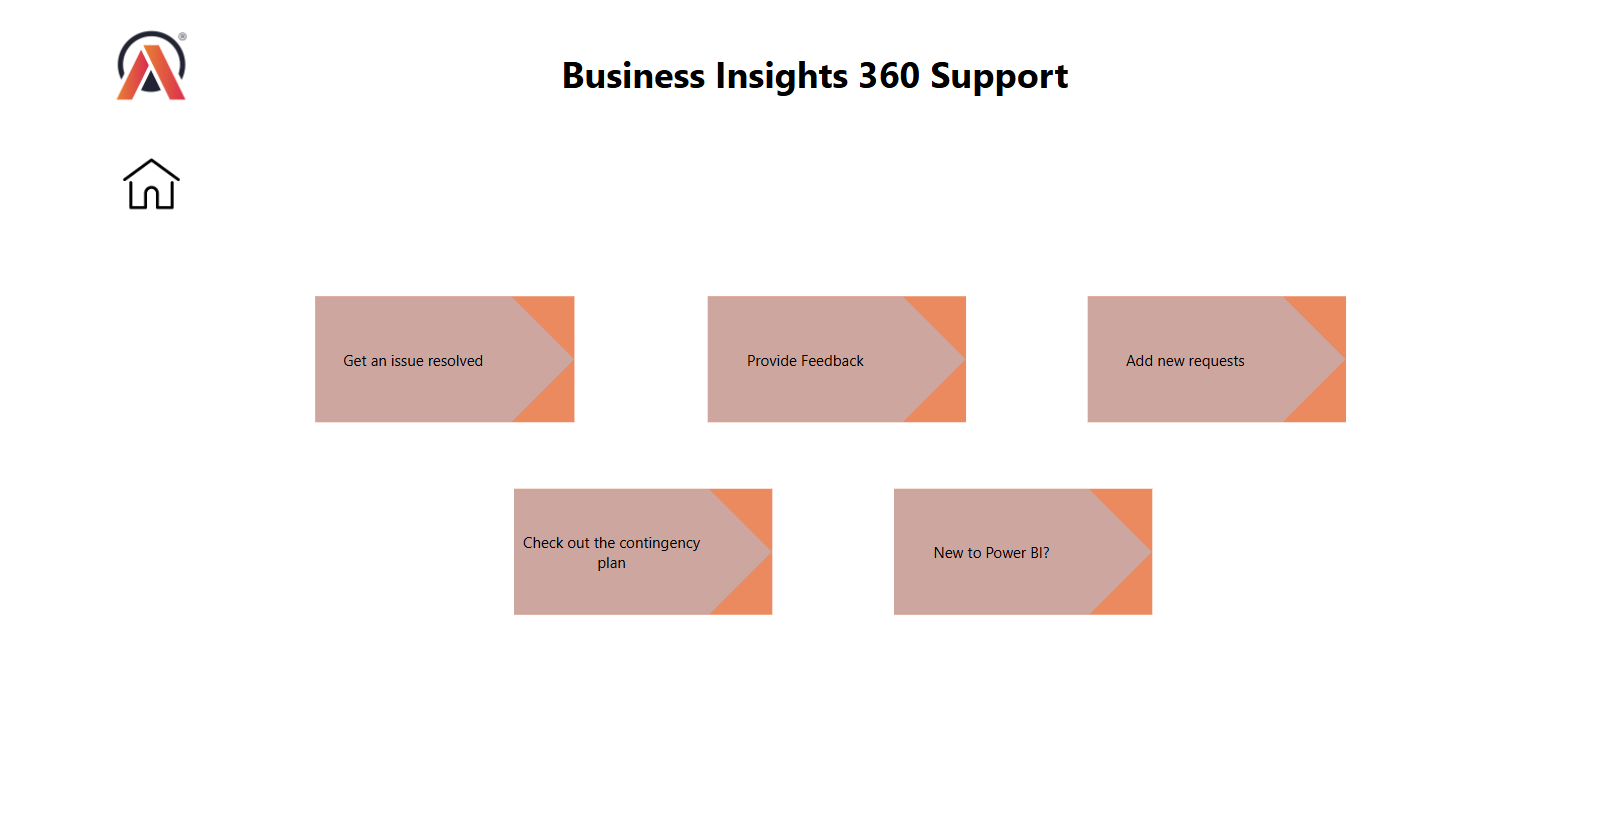 ®
Business Insights 360 Support
Get an issue resolved
Provide Feedback
Add new requests
Check out the contingency
plan
New to Power BI?